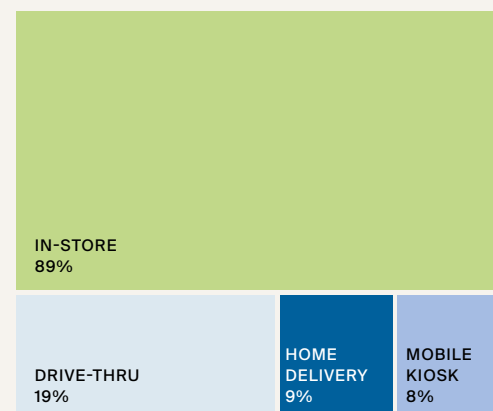 IN-STORE
89%
DRIVE-THRU
19%
HOME
DELIVERY
9%
MOBILE
KIOSK
8%